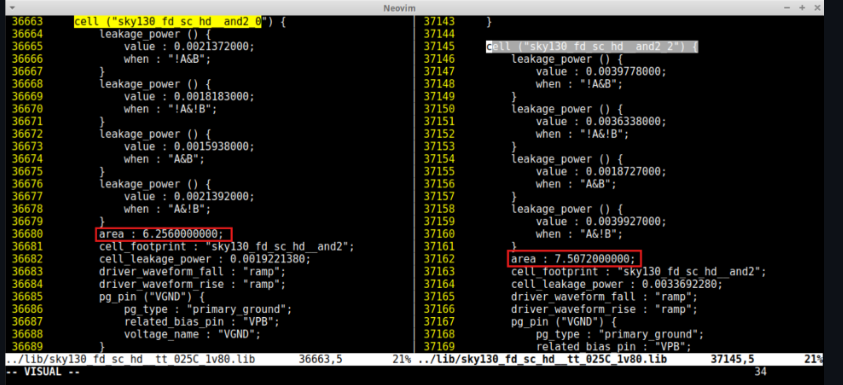 Neovim
36663 cell ("sky130_fd_sc_hd__and2_0") {
36664 leakage_power () {
36665 value : 0.0021372000;
36666 when : "!A&B";
36667 }
36668 leakage_power () {
36669 value : 0.0018183000;
36670 when : "!A&!B";
36671 }
36672 leakage_power () {
36673 value : 0.0015938000;
36674 when : "A&B";
36675 }
36676 leakage_power () {
36677 value : 0.0021392000;
36678 when : "A&!B";
36679 }
36680 area : 6.2560000000;
36681 cell_footprint : "sky130_fd_sc_hd__and2";
36682 cell_leakage_power : 0.0019221380;
36683 driver_waveform_fall : "ramp";
36684 driver_waveform_rise : "ramp";
36685 pg_pin ("VGND") {
36686 pg_type : "primary_ground";
36687 related_bias_pin : "VPB";
36688 voltage_name : "VGND";
36689 }
../lib/sky130_fd_sc_hd__tt_025C_1v80.lib 36663,5 21%
37143 }
37144
37145 cell ("sky130_fd_sc_hd__and2_2") {
37146 leakage_power () {
37147 value : 0.0039778000;
37148 when : "!A&B";
37149 }
37150 leakage_power () {
37151 value : 0.0036338000;
37152 when : "!A&!B";
37153 }
37154 leakage_power () {
37155 value : 0.0018727000;
37156 when : "A&B";
37157 }
37158 leakage_power () {
37159 value : 0.0039927000;
37160 when : "A&!B";
37161 }
37162 area : 7.5072000000;
37163 cell_footprint : "sky130_fd_sc_hd__and2";
37164 cell_leakage_power : 0.0033692280;
37165 driver_waveform_fall : "ramp";
37166 driver_waveform_rise : "ramp";
37167 pg_pin ("VGND") {
37168 pg_type : "primary_ground";
37169 related_bias_pin : "VPB";
../lib/sky130_fd_sc_hd__tt_025C_1v80.lib 37145,5 21%
-- VISUAL -- 34